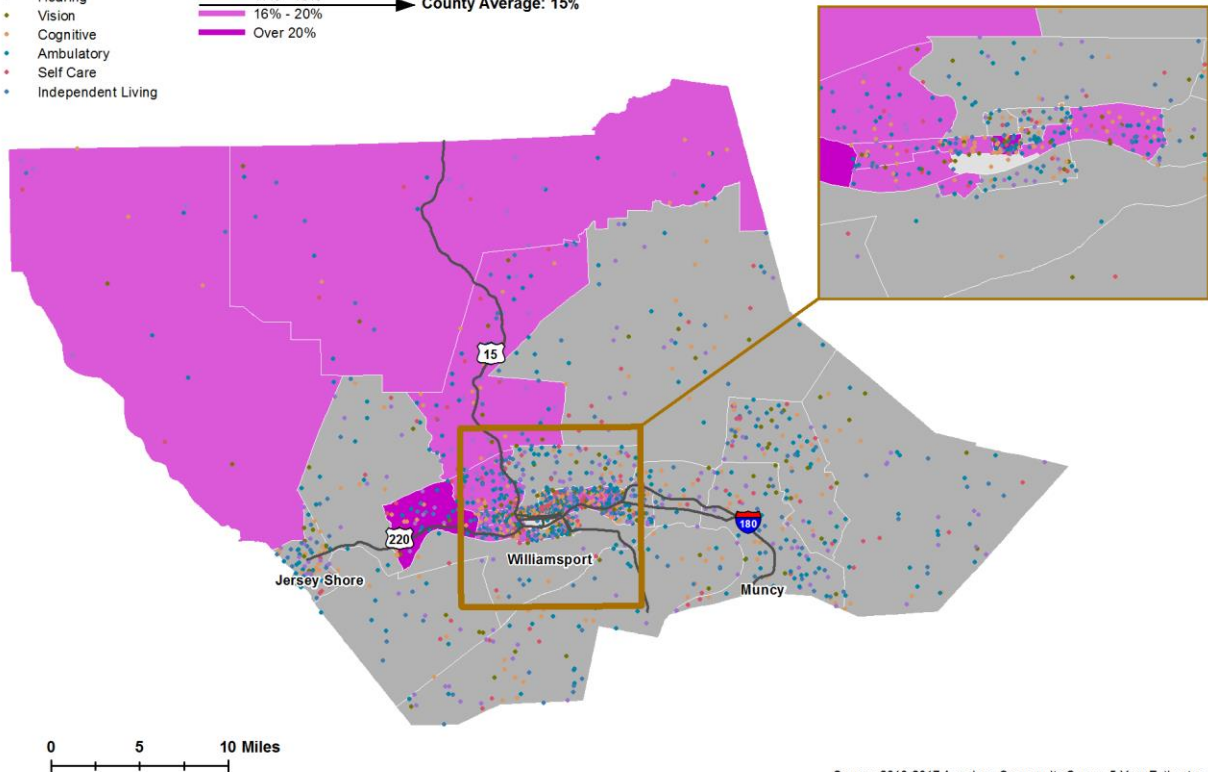 County Average: 15%
Vision
16% - 20%
Cognitive
Over 20%
Ambulatory
Self Care
Independent Living
15
220
180
Jersey Shore
Williamsport
Muncy
0 5 10 Miles